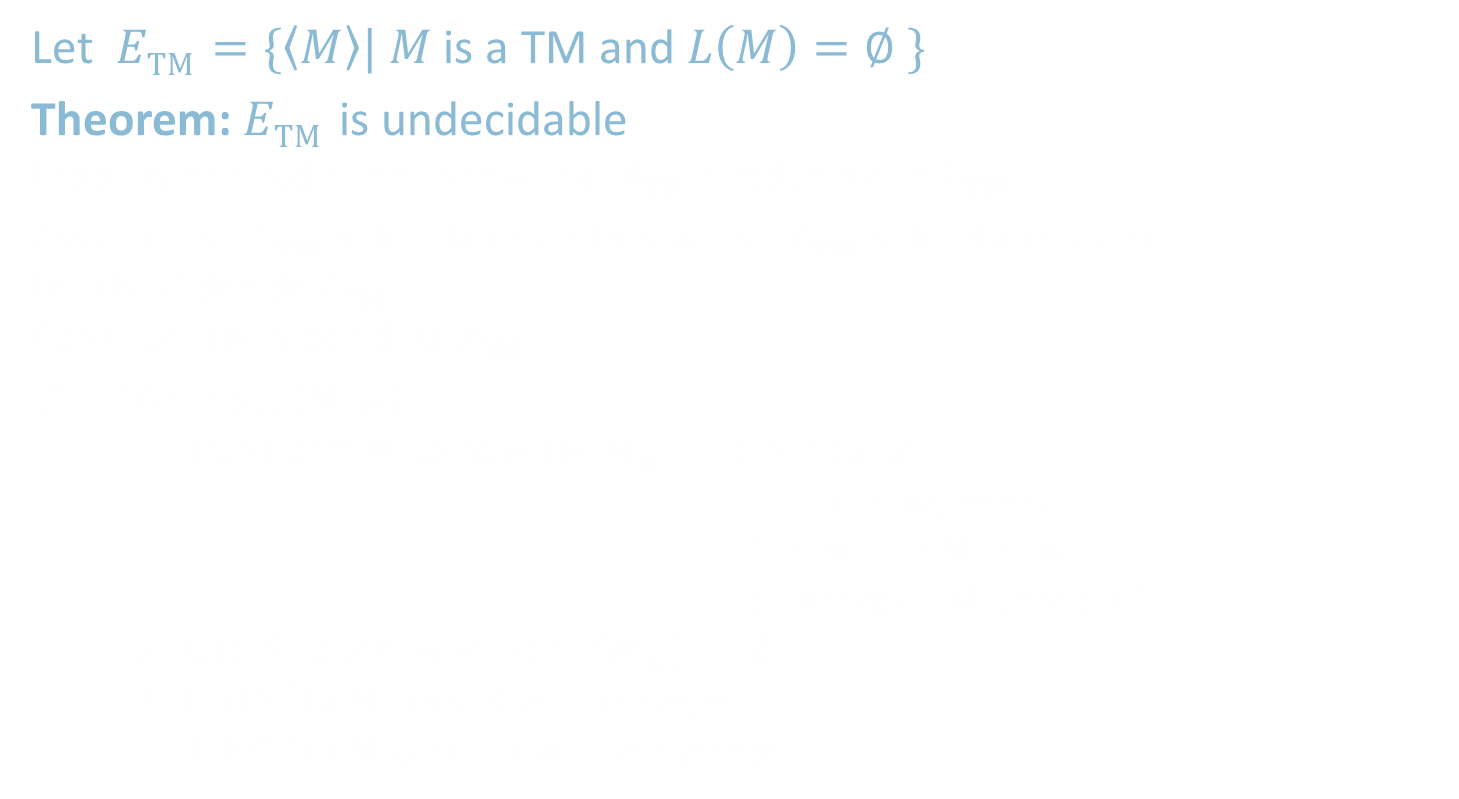 Let E_TM = {⟨M⟩| M is a TM and L(M) = ∅ }
Theorem: E_TM is undecidable